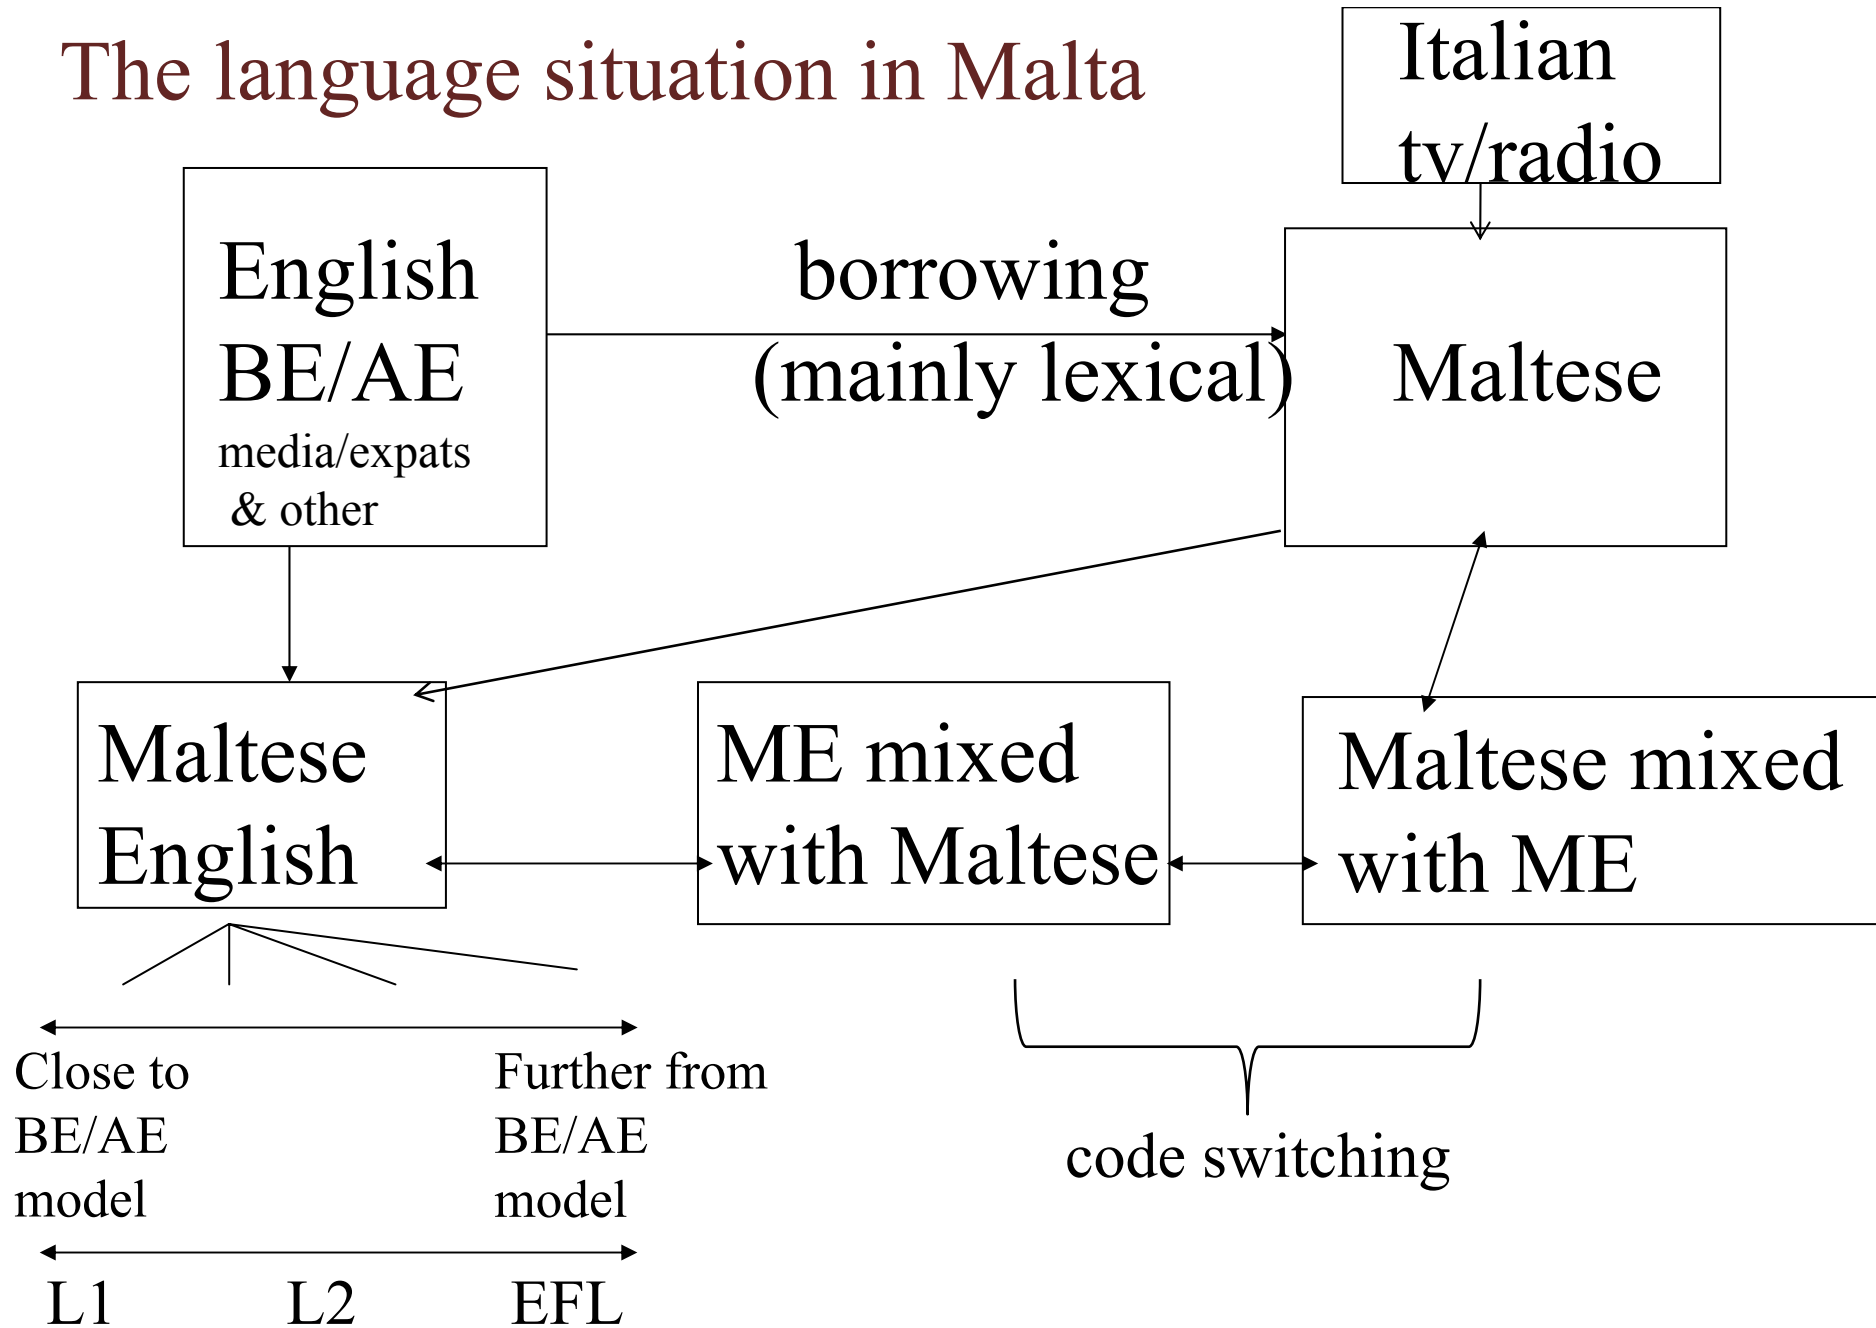 The language situation in Malta
Italian
tv/radio
English
BE/AE
media/expats
& other
borrowing
(mainly lexical)
Maltese
Maltese
English
ME mixed
with Maltese
Maltese mixed
with ME
Close to
BE/AE
model
Further from
BE/AE
model
code switching
L1 L2 EFL